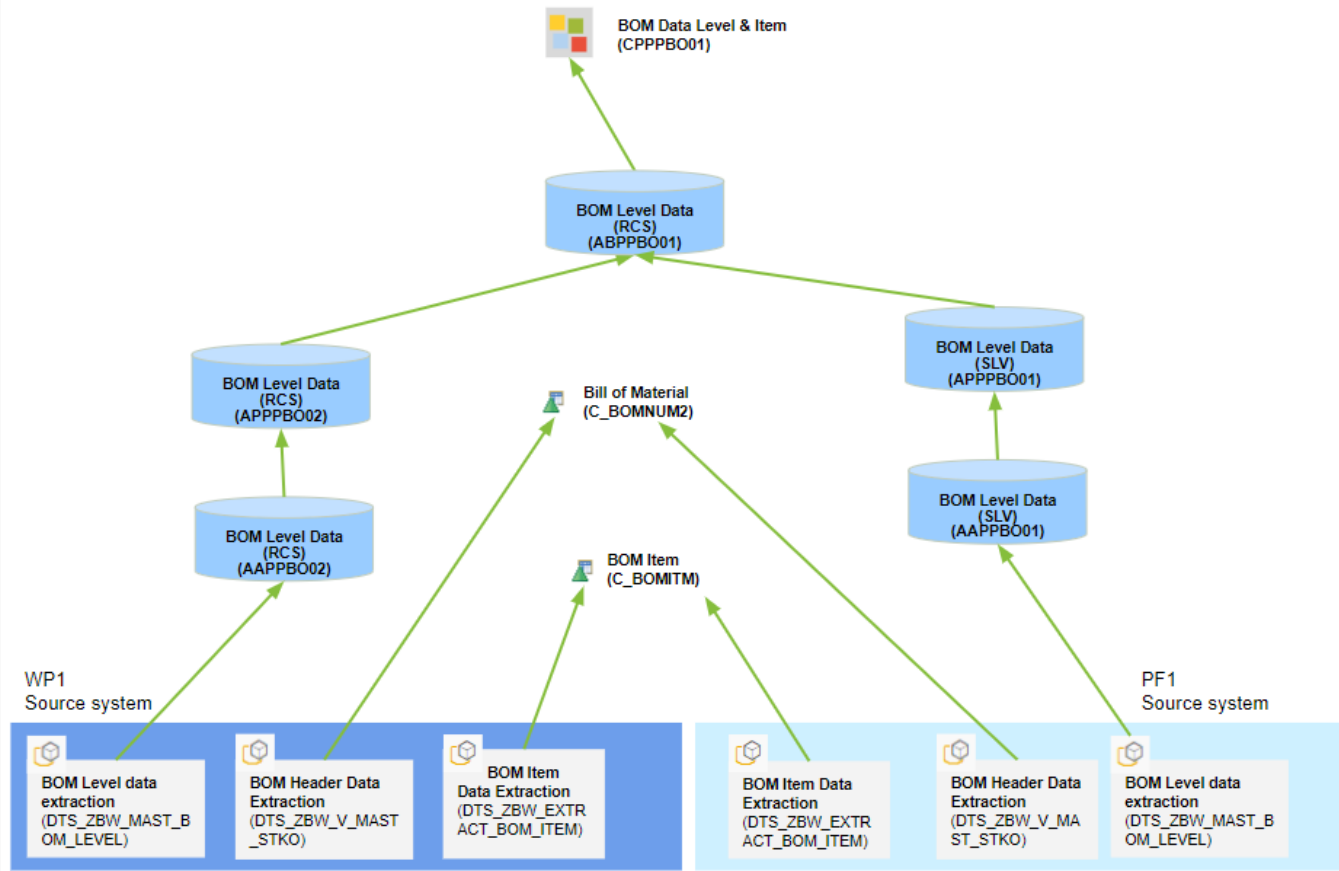 BOM Data Level & Item
(CPPPBO01)
BOM Level Data
(RCS)
(ABPPBO01)
BOM Level Data
(SLV)
(APPPBO01)
BOM Level Data
(RCS)
(APPPBO02)
Bill of Material
(C_BOMNUM2)
BOM Level Data
(SLV)
(AAPPBO01)
BOM Level Data
(RCS)
(AAPPBO02)
BOM Item
(C_BOMITM)
WP1
Source system
PF1
Source system
BOM Level data
extraction
(DTS_ZBW_MAST_B
OM_LEVEL)
BOM Header Data
Extraction
(DTS_ZBW_V_MAST
_STKO)
BOM Item
Data Extraction
(DTS_ZBW_EXTR
ACT_BOM_ITEM)
BOM Item Data
Extraction
(DTS_ZBW_EXTR
ACT_BOM_ITEM)
BOM Header Data
Extraction
(DTS_ZBW_V_MA
ST_STKO)
BOM Level data
extraction
(DTS_ZBW_MAST_B
OM_LEVEL)